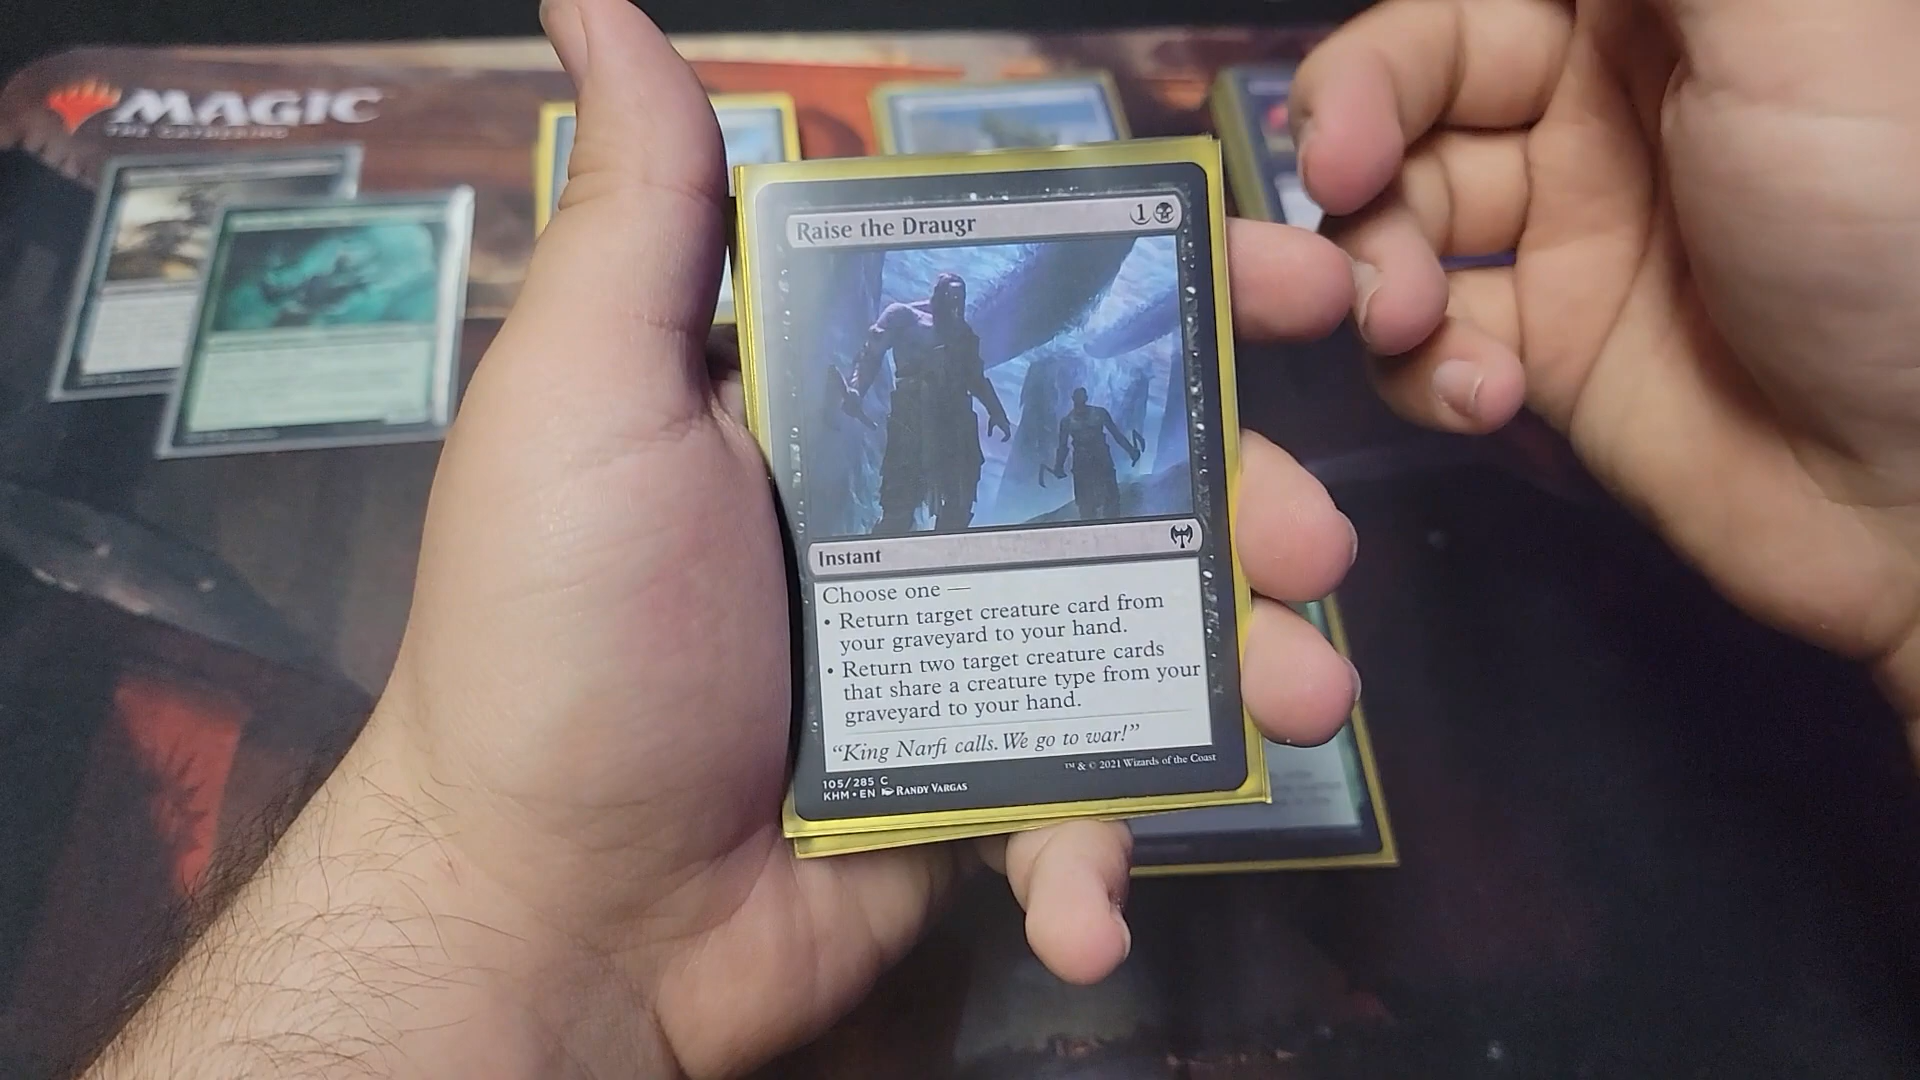 MAGIC
THE GATHERING
Raise the Draugr
1
Instant
Choose one —
• Return target creature card from
your graveyard to your hand.
• Return two target creature cards
that share a creature type from your
graveyard to your hand.
“King Narfi calls. We go to war!”
105/285 C
KHM • EN RANDY VARGAS
™ & © 2021 Wizards of the Coast